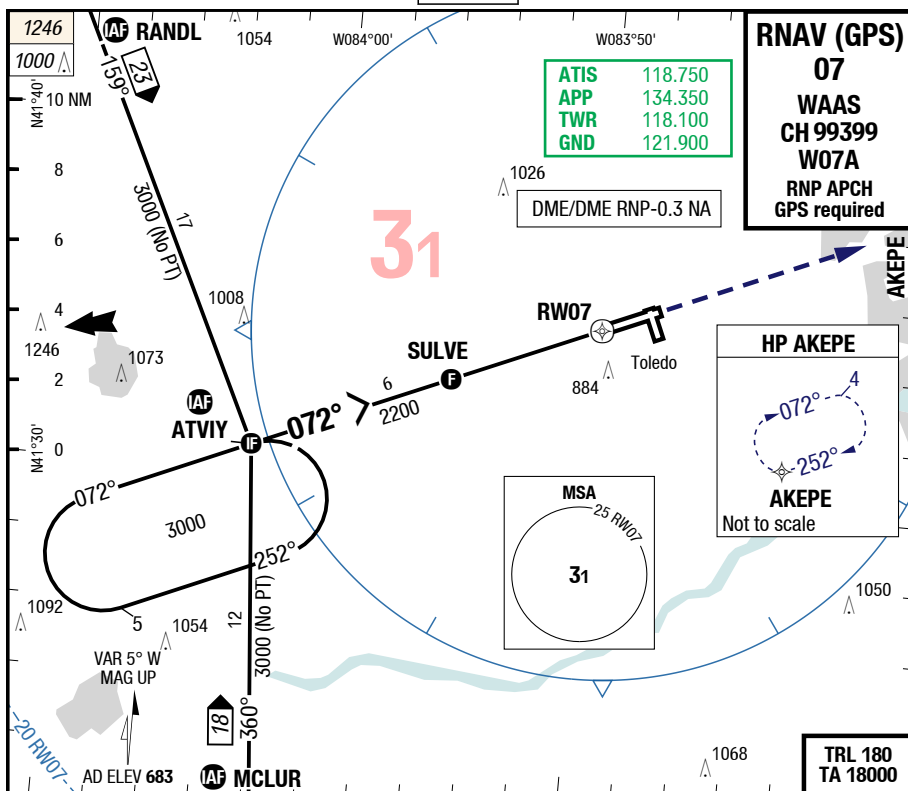 1246
1000
IAF RANDL
1054
W084°00'
W083°50'
RNAV (GPS)
07
WAAS
CH 99399
W07A
RNP APCH
GPS required
ATIS 118.750
APP 134.350
TWR 118.100
GND 121.900
N41°40'
10 NM
8
6
4
2
0
N41°30'
159°
23
3000 (No PT)
17
1026
DME/DME RNP-0.3 NA
31
1008
1246
1073
RW07
SULVE
F
Toledo
884
AKEPE
HP AKEPE
072°
4
252°
AKEPE
Not to scale
IAF
ATVIY
IF
072°
6
2200
072°
3000
252°
5
MSA
25 RW07
31
1092
1054
1050
12
3000 (No PT)
VAR 5° W
MAG UP
18
360°
20 RW07
AD ELEV 683
IAF MCLUR
1068
TRL 180
TA 18000